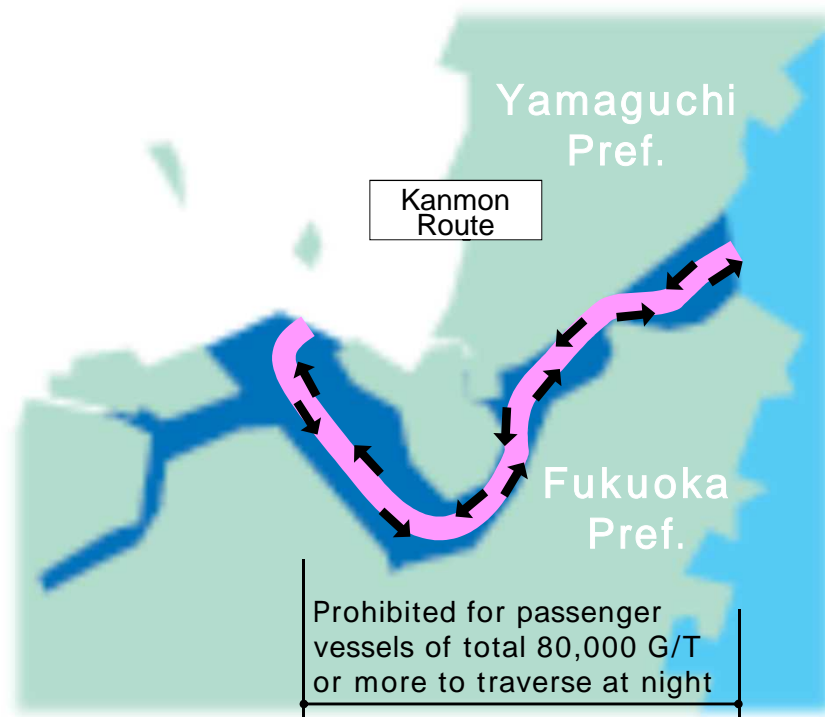 Yamaguchi
Pref.
Kanmon
Route
Fukuoka
Pref.
Prohibited for passenger
vessels of total 80,000 G/T
or more to traverse at night